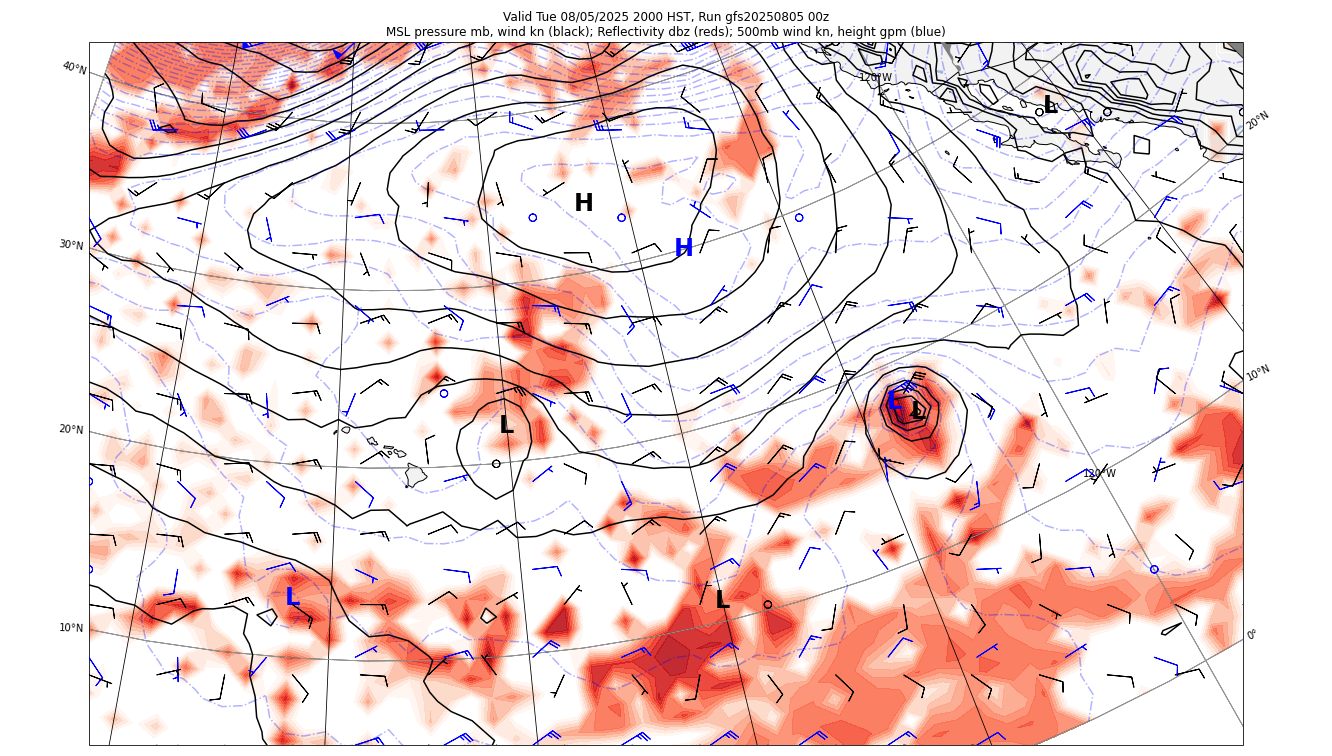 Valid Tue 08/05/2025 2000 HST, Run gfs20250805 00z
MSL pressure mb, wind kn (black); Reflectivity dbz (reds); 500mb wind kn, height gpm (blue)
40°N
120°W
L
20°N
H
30°N
H
10°N
L
L
L
20°N
120°W
L
L
10°N
0°